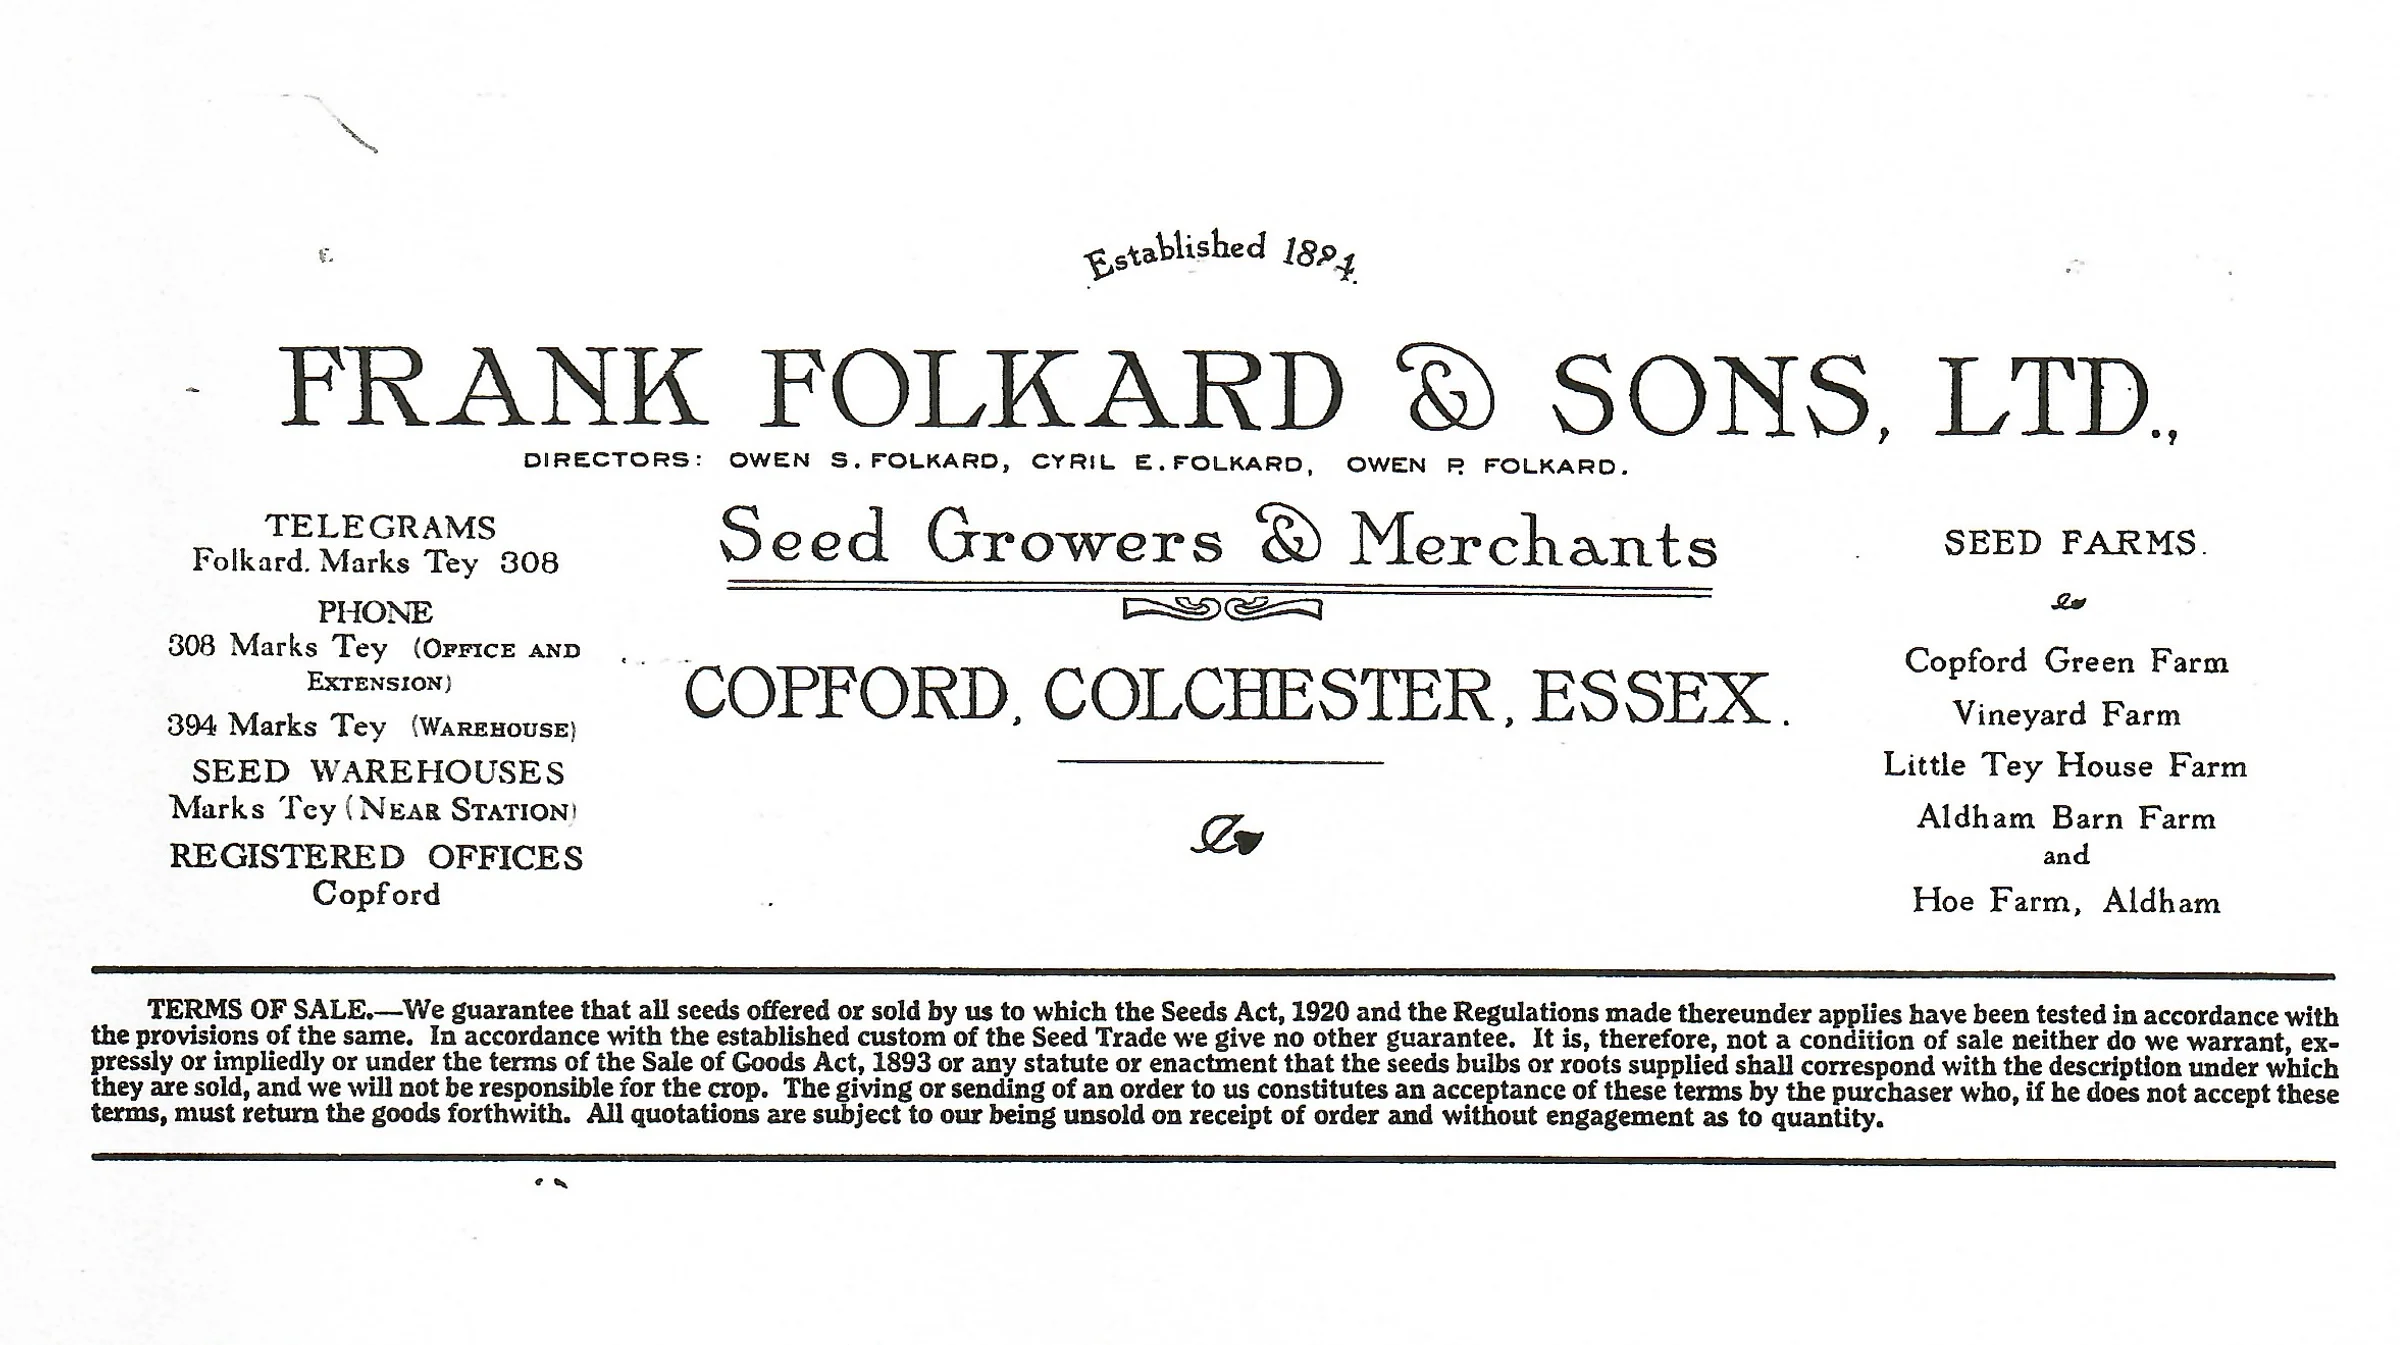 Established 1894.
FRANK FOLKARD & SONS, LTD.,
DIRECTORS: OWEN S. FOLKARD, CYRIL E. FOLKARD, OWEN P. FOLKARD.
Seed Growers & Merchants
COPFORD, COLCHESTER, ESSEX.
TELEGRAMS
Folkard. Marks Tey 308
PHONE
308 Marks Tey (OFFICE AND
EXTENSION)
394 Marks Tey (WAREHOUSE)
SEED WAREHOUSES
Marks Tey (NEAR STATION)
REGISTERED OFFICES
Copford
SEED FARMS.
Copford Green Farm
Vineyard Farm
Little Tey House Farm
Aldham Barn Farm
and
Hoe Farm, Aldham
TERMS OF SALE.—We guarantee that all seeds offered or sold by us to which the Seeds Act, 1920 and the Regulations made thereunder applies have been tested in accordance with
the provisions of the same. In accordance with the established custom of the Seed Trade we give no other guarantee. It is, therefore, not a condition of sale neither do we warrant, ex-
pressly or impliedly or under the terms of the Sale of Goods Act, 1893 or any statute or enactment that the seeds bulbs or roots supplied shall correspond with the description under which
they are sold, and we will not be responsible for the crop. The giving or sending of an order to us constitutes an acceptance of these terms by the purchaser who, if he does not accept these
terms, must return the goods forthwith. All quotations are subject to our being unsold on receipt of order and without engagement as to quantity.